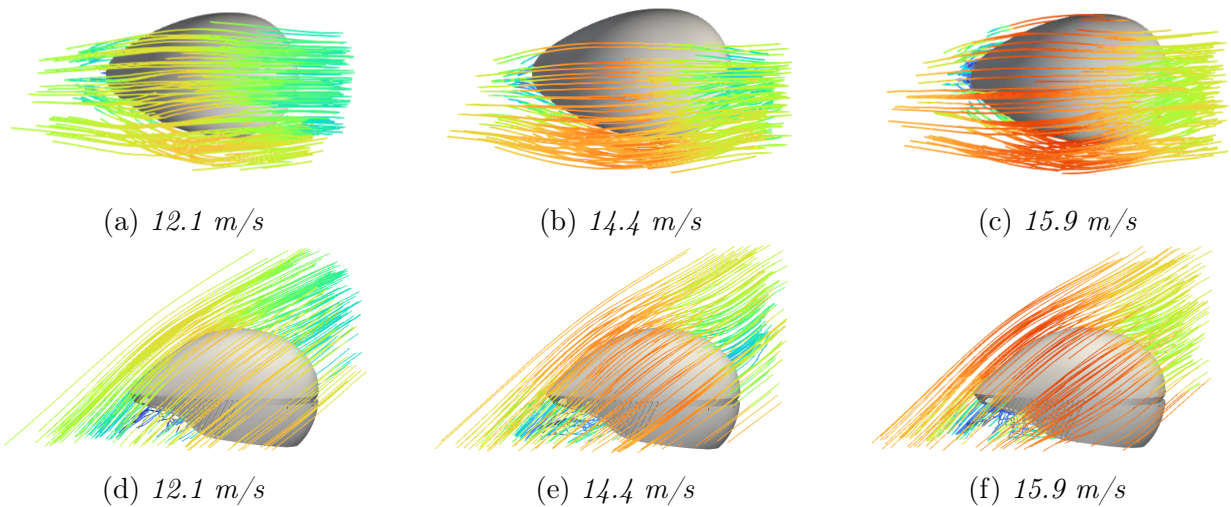 (a) 12.1 m/s
(b) 14.4 m/s
(c) 15.9 m/s
(d) 12.1 m/s
(e) 14.4 m/s
(f) 15.9 m/s